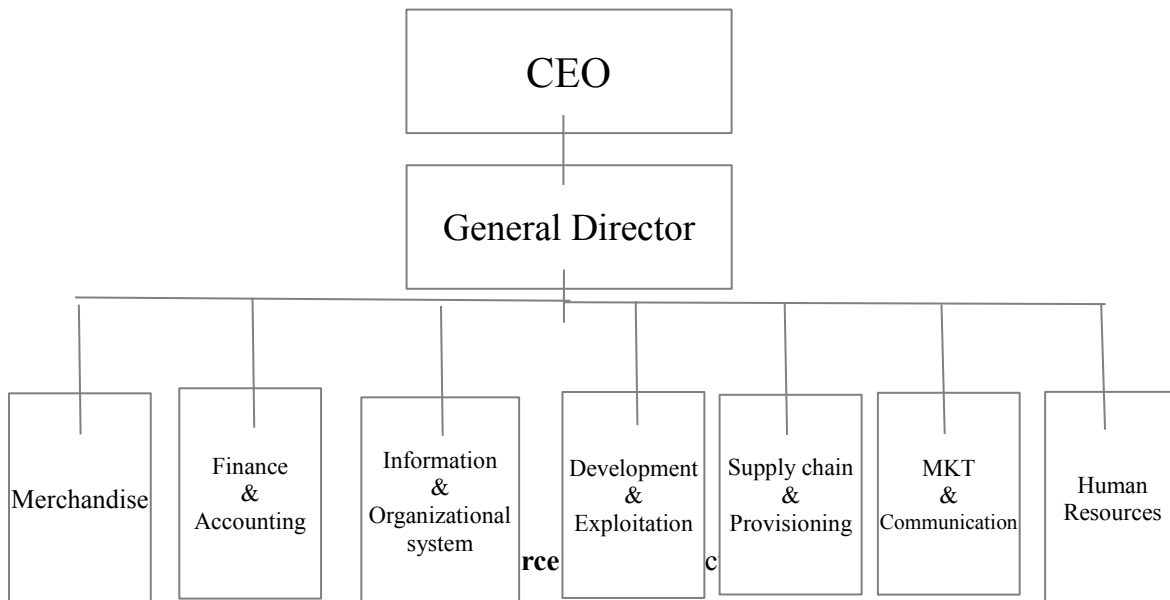 CEO
General Director
Merchandise
Finance
&
Accounting
Information
&
Organizational
system
Development
&
Exploitation
Supply chain
&
Provisioning
MKT
&
Communication
Human
Resources
rce
c